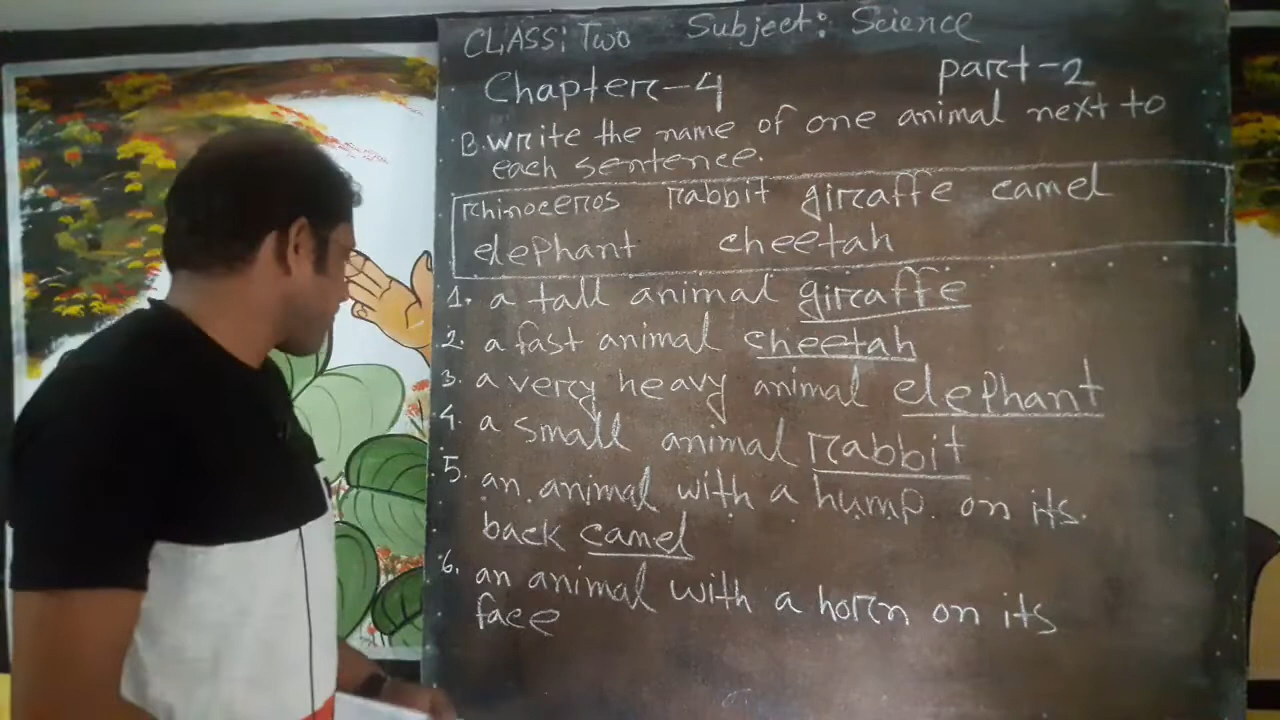 CLASS: Two Subject: Science
Chapter-4 part-2
B. write the name of one animal next to
each sentence.
rhinoceros rabbit giraffe camel
elephant cheetah
1. a tall animal giraffe
2. a fast animal cheetah
3. a very heavy animal elephant
4. a small animal rabbit
5. an animal with a hump on its
back camel
6. an animal with a horn on its
face